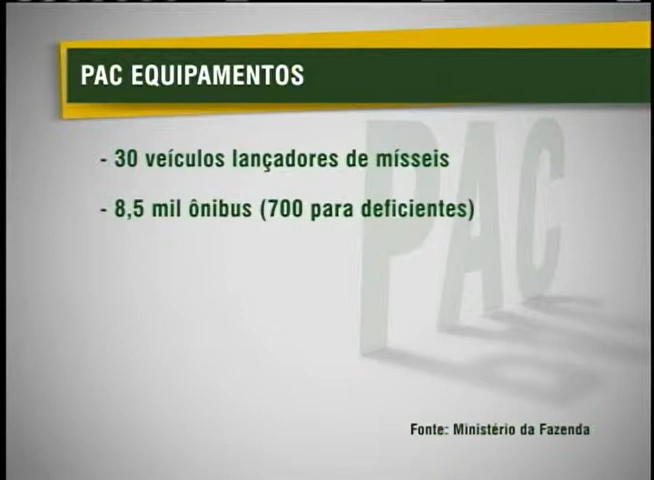 PAC EQUIPAMENTOS
- 30 veículos lançadores de mísseis
- 8,5 mil ônibus (700 para deficientes)
PAC
Fonte: Ministério da Fazenda